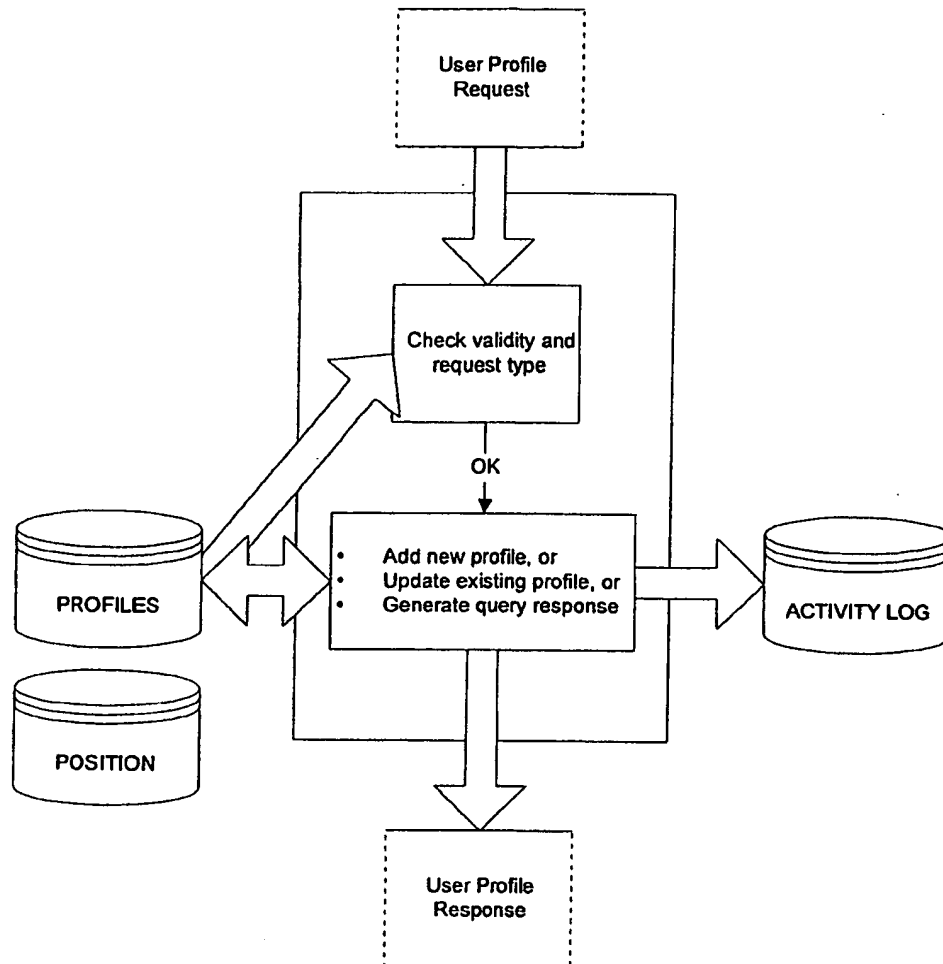 User Profile
Request
Check validity and
request type
OK
• Add new profile, or
• Update existing profile, or
• Generate query response
PROFILES
ACTIVITY LOG
POSITION
User Profile
Response